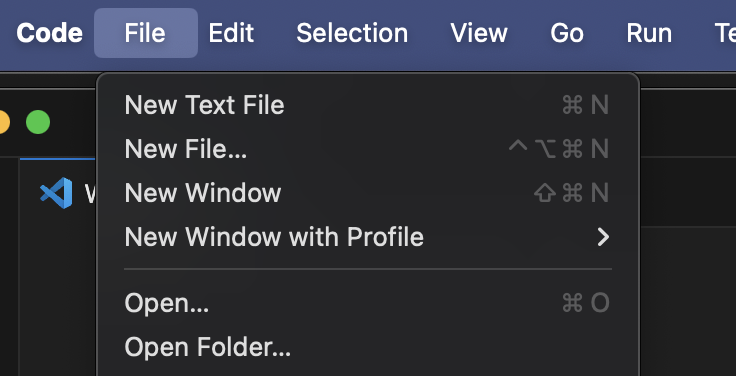 Code File Edit Selection View Go Run Te
New Text File ⌘ N
New File... ^⌥⌘ N
New Window ⇧⌘ N
W
New Window with Profile
Open... ⌘ O
Open Folder...